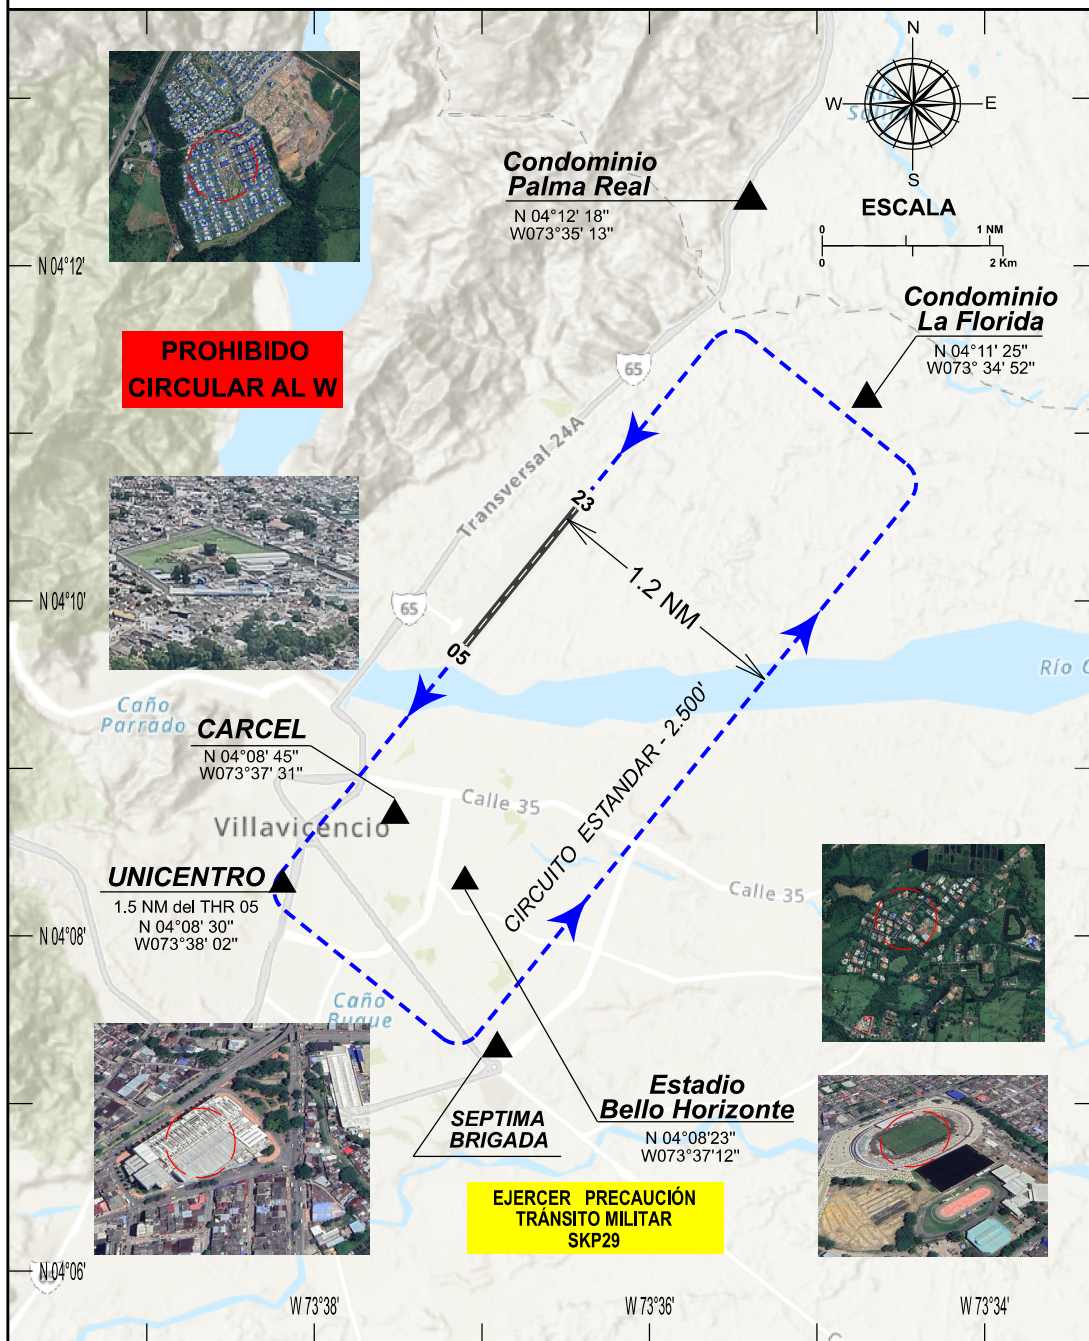 N
W
E
S
Río
Sal
ESCALA
0
1 NM
0
2 Km
Condominio
Palma Real
N 04°12' 18"
W073°35' 13"
N 04°12'
Condominio
La Florida
N 04°11' 25"
W073° 34' 52"
PROHIBIDO
CIRCULAR AL W
65
Transversal 24A
23
1.2 NM
N 04°10'
65
05
Río
Caño
Parrado
CARCEL
N 04°08' 45"
W073°37' 31"
CIRCUITO ESTANDAR - 2.500'
Calle 35
Villavicencio
UNICENTRO
1.5 NM del THR 05
N 04°08' 30"
W073°38' 02"
Calle 35
N 04°08'
Caño
Buque
SEPTIMA
BRIGADA
Estadio
Bello Horizonte
N 04°08'23"
W073°37'12"
EJERCER PRECAUCIÓN
TRÁNSITO MILITAR
SKP29
N 04°06'
65
W 73°38'
W 73°36'
W 73°34'